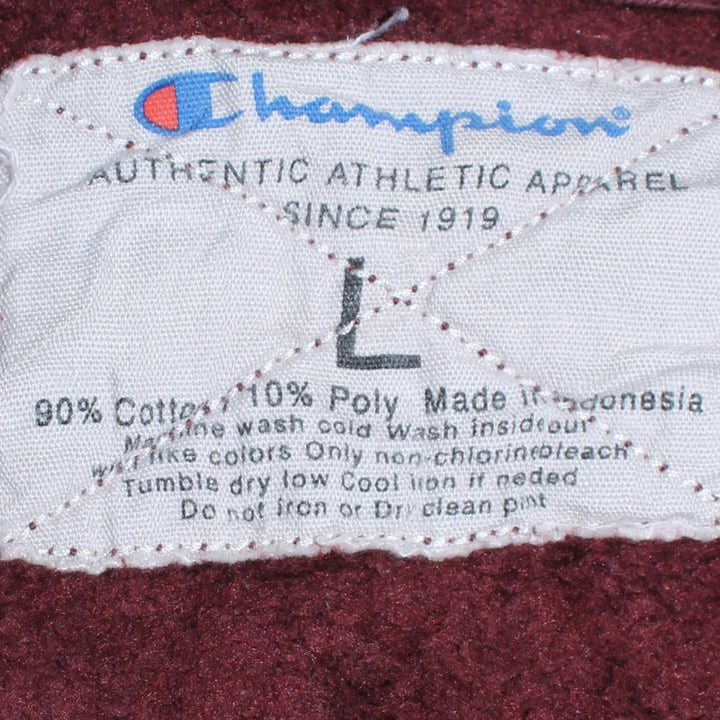 Champion
AUTHENTIC ATHLETIC APPAREL
SINCE 1919
L
90% Cotton 10% Poly Made in Indonesia
Machine wash cold Wash inside out
with like colors Only non-chlorine bleach
Tumble dry low Cool iron if needed
Do not iron or Dry clean print